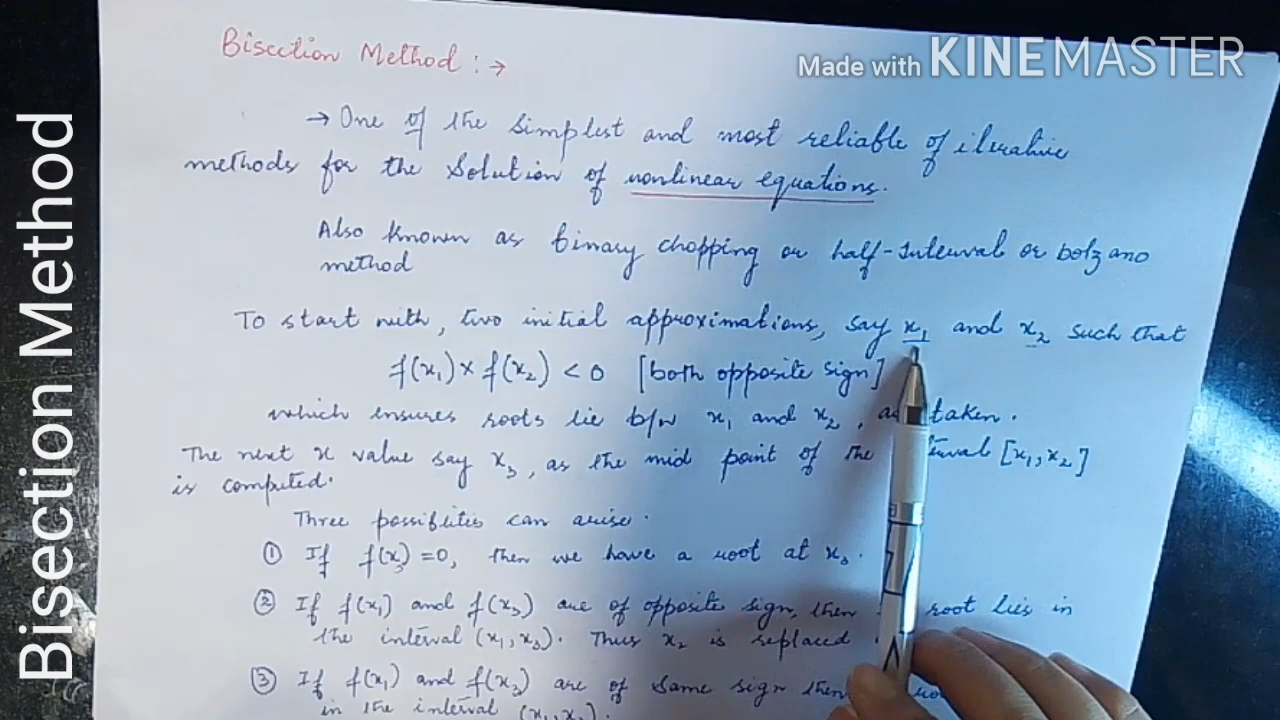 Bisection Method
Made with KINEMASTER
Bisection Method : →
→ One of the simplest and most reliable of iterative
methods for the solution of nonlinear equations.
Also known as binary chopping or half-Interval or bolzano
method
To start with, two initial approximations, say x₁ and x₂ such that
f(x₁) × f(x₂) < 0 [both opposite sign]
which ensures roots lie b/w x₁ and x₂, taken.
The next x value say x₃, as the mid point of the [x₁, x₂]
is computed.
Three possiblities can arise.
① If f(x₃) = 0, then we have a root at x₃.
② If f(x₁) and f(x₃) are of opposite sign, then root lies in
the interval (x₁, x₃). Thus x₂ is replaced
③ If f(x₁) and f(x₃) are of same sign then
in the interval